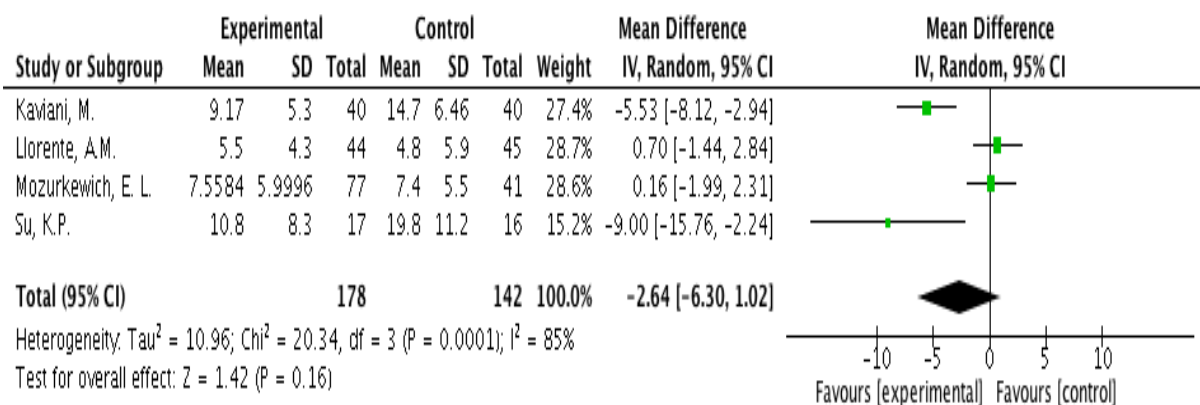 Experimental Control Mean Difference Mean Difference
Study or Subgroup Mean SD Total Mean SD Total Weight IV, Random, 95% CI IV, Random, 95% CI
Kaviani, M. 9.17 5.3 40 14.7 6.46 40 27.4% -5.53 [-8.12, -2.94]
Llorente, A.M. 5.5 4.3 44 4.8 5.9 45 28.7% 0.70 [-1.44, 2.84]
Mozurkewich, E. L. 7.5584 5.9996 77 7.4 5.5 41 28.6% 0.16 [-1.99, 2.31]
Su, K.P. 10.8 8.3 17 19.8 11.2 16 15.2% -9.00 [-15.76, -2.24]
Total (95% CI) 178 142 100.0% -2.64 [-6.30, 1.02]
Heterogeneity: Tau² = 10.96; Chi² = 20.34, df = 3 (P = 0.0001); I² = 85%
Test for overall effect: Z = 1.42 (P = 0.16)
-10 -5 0 5 10
Favours [experimental] Favours [control]